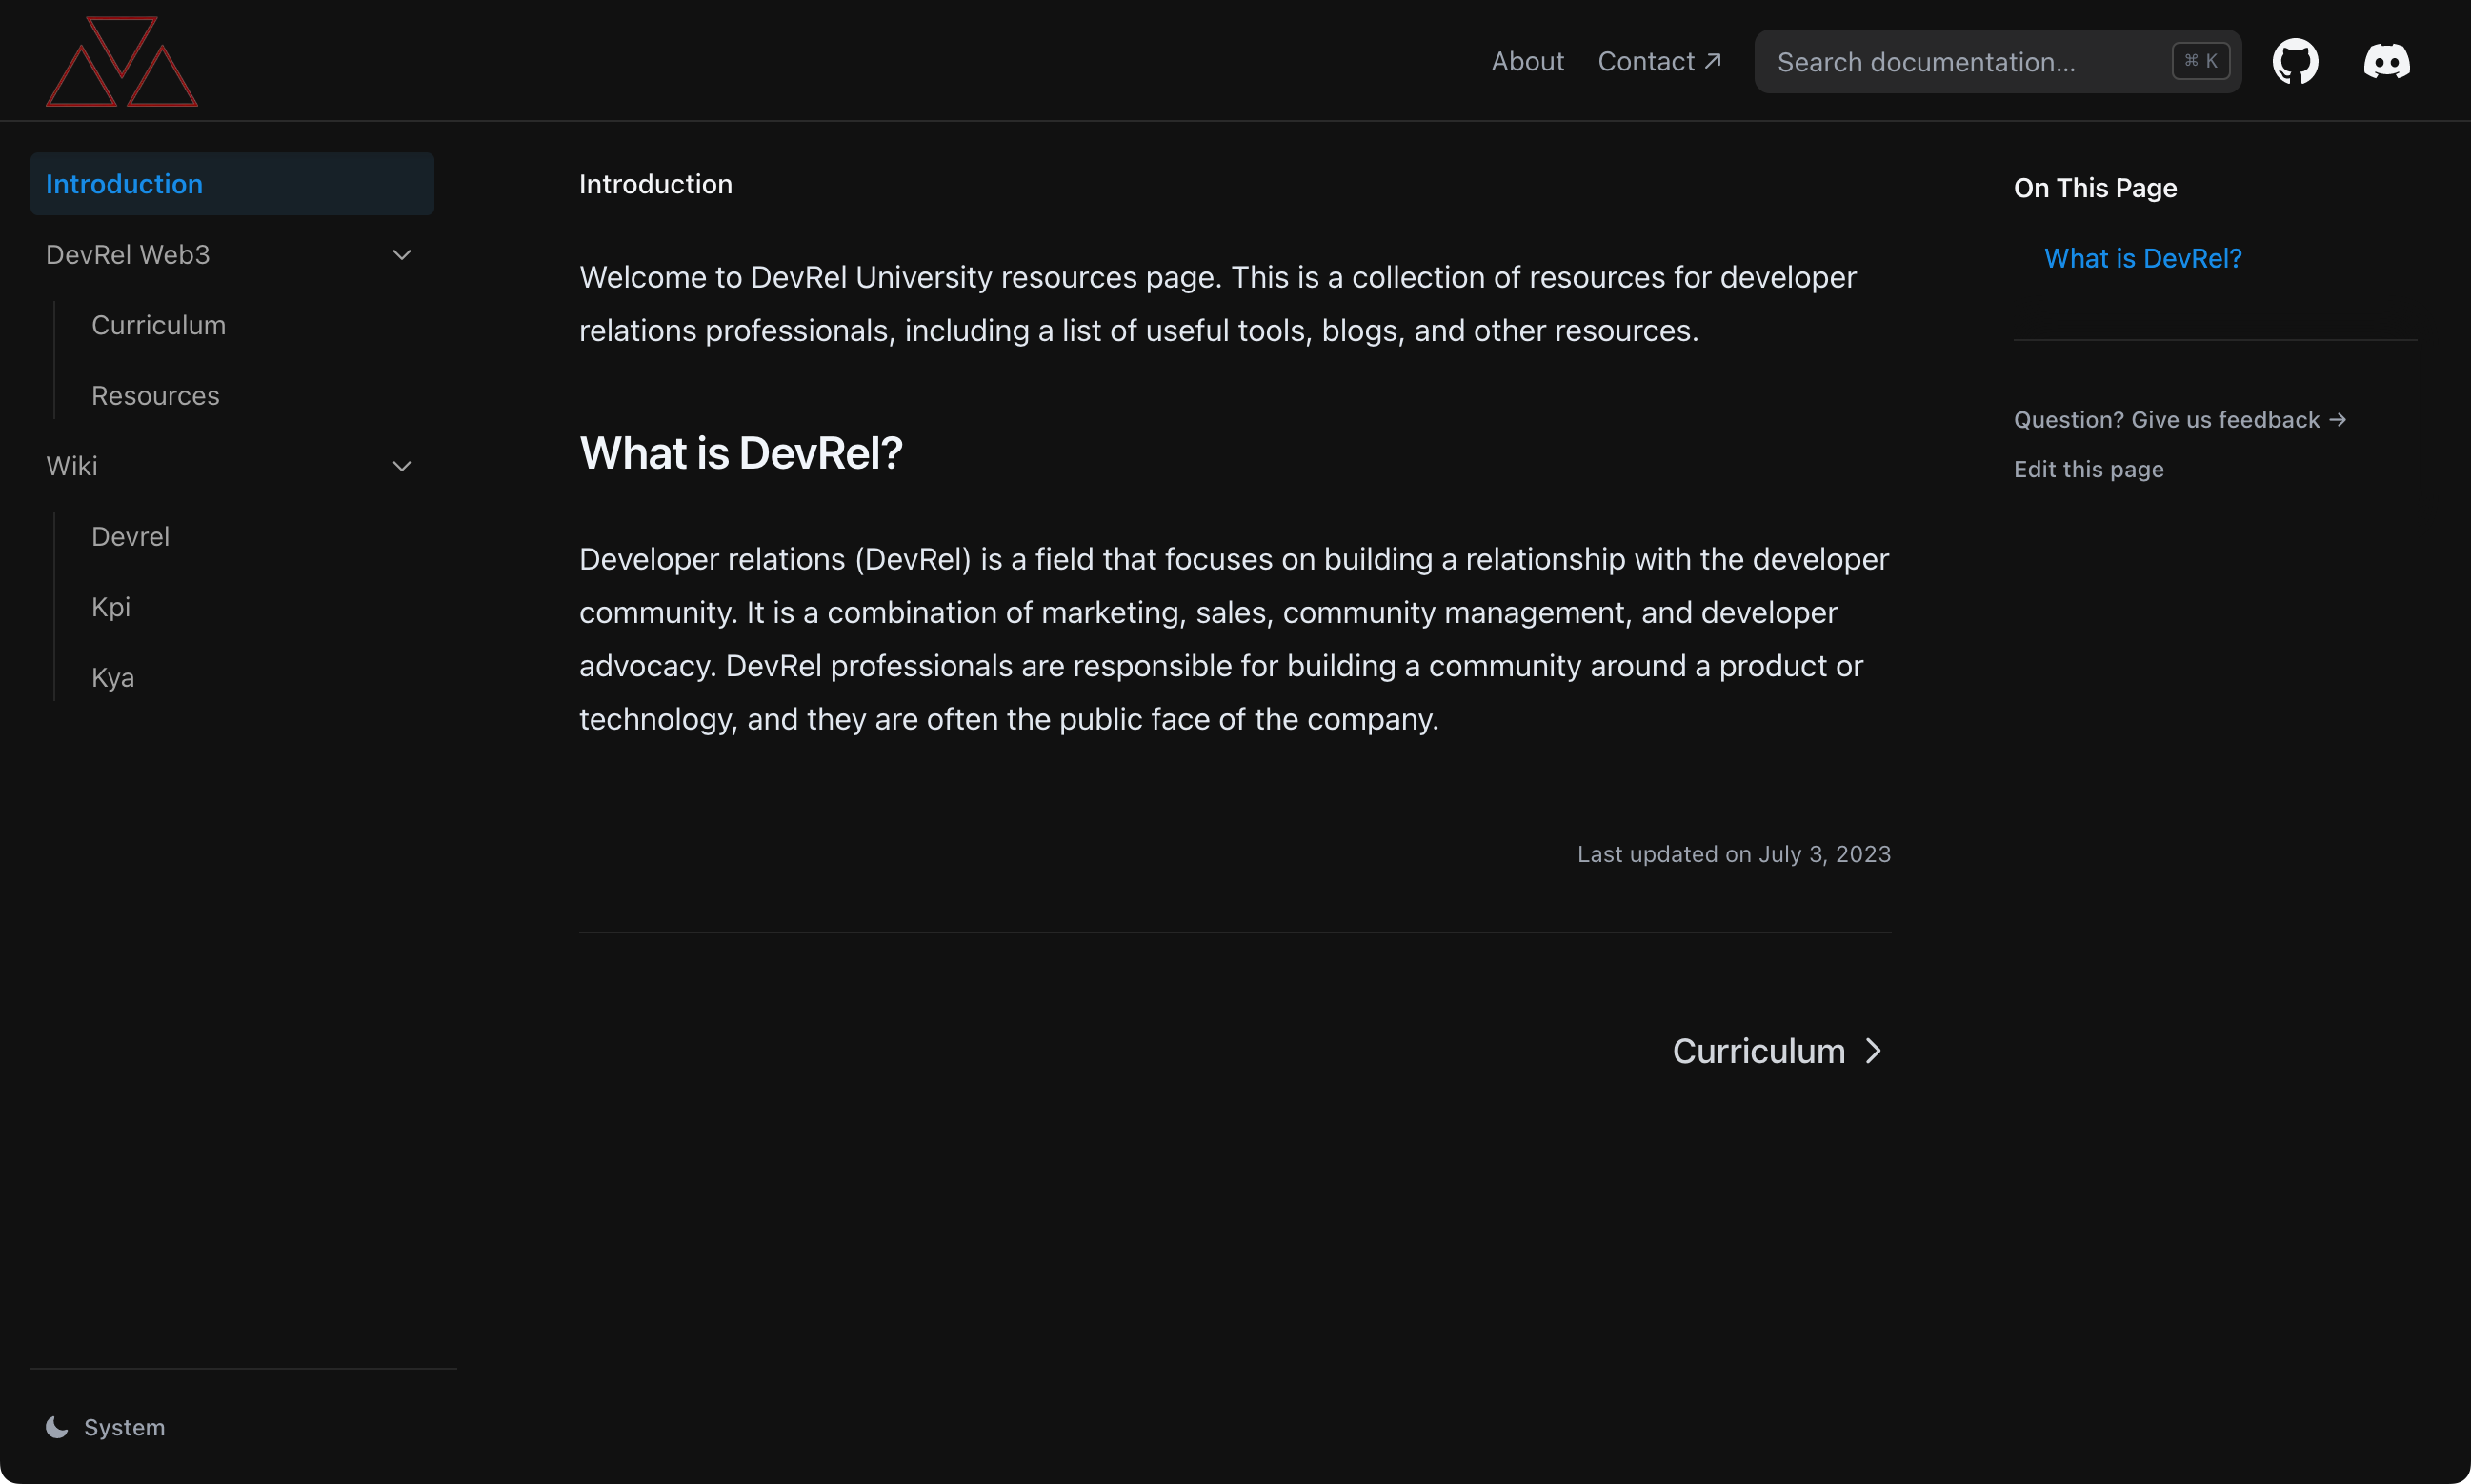 About
Contact ↗
Search documentation...
⌘ K
Introduction
DevRel Web3
Curriculum
Resources
Wiki
Devrel
Kpi
Kya
System
Introduction
Welcome to DevRel University resources page. This is a collection of resources for developer
relations professionals, including a list of useful tools, blogs, and other resources.
What is DevRel?
Developer relations (DevRel) is a field that focuses on building a relationship with the developer
community. It is a combination of marketing, sales, community management, and developer
advocacy. DevRel professionals are responsible for building a community around a product or
technology, and they are often the public face of the company.
Last updated on July 3, 2023
Curriculum
On This Page
What is DevRel?
Question? Give us feedback →
Edit this page